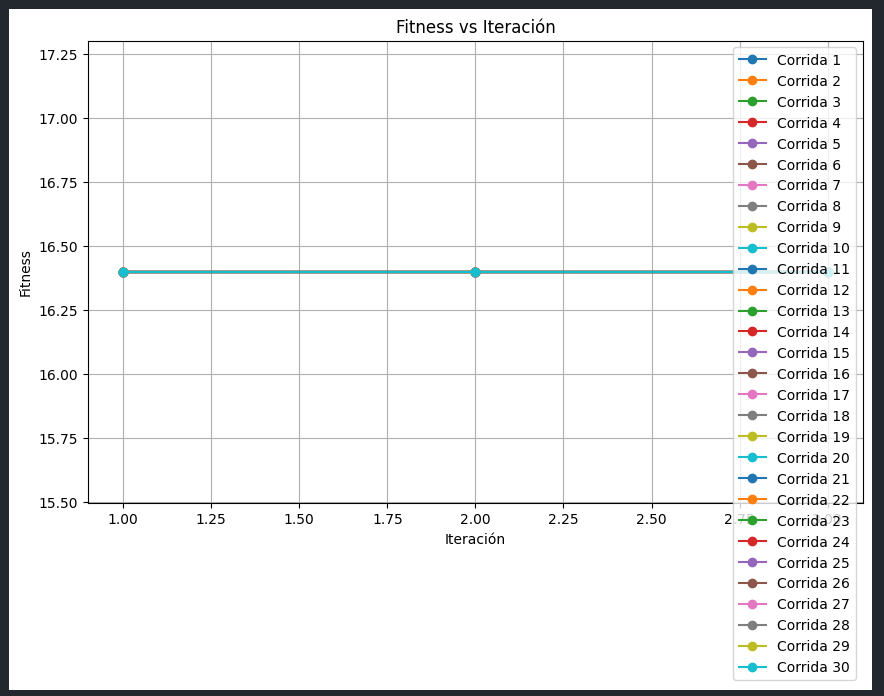 Fitness vs Iteración
17.25
17.00
16.75
16.50
16.25
16.00
15.75
15.50
Fitness
1.00 1.25 1.50 1.75 2.00 2.25 2.50 2.75 3.00
Iteración
Corrida 1
Corrida 2
Corrida 3
Corrida 4
Corrida 5
Corrida 6
Corrida 7
Corrida 8
Corrida 9
Corrida 10
Corrida 11
Corrida 12
Corrida 13
Corrida 14
Corrida 15
Corrida 16
Corrida 17
Corrida 18
Corrida 19
Corrida 20
Corrida 21
Corrida 22
Corrida 23
Corrida 24
Corrida 25
Corrida 26
Corrida 27
Corrida 28
Corrida 29
Corrida 30